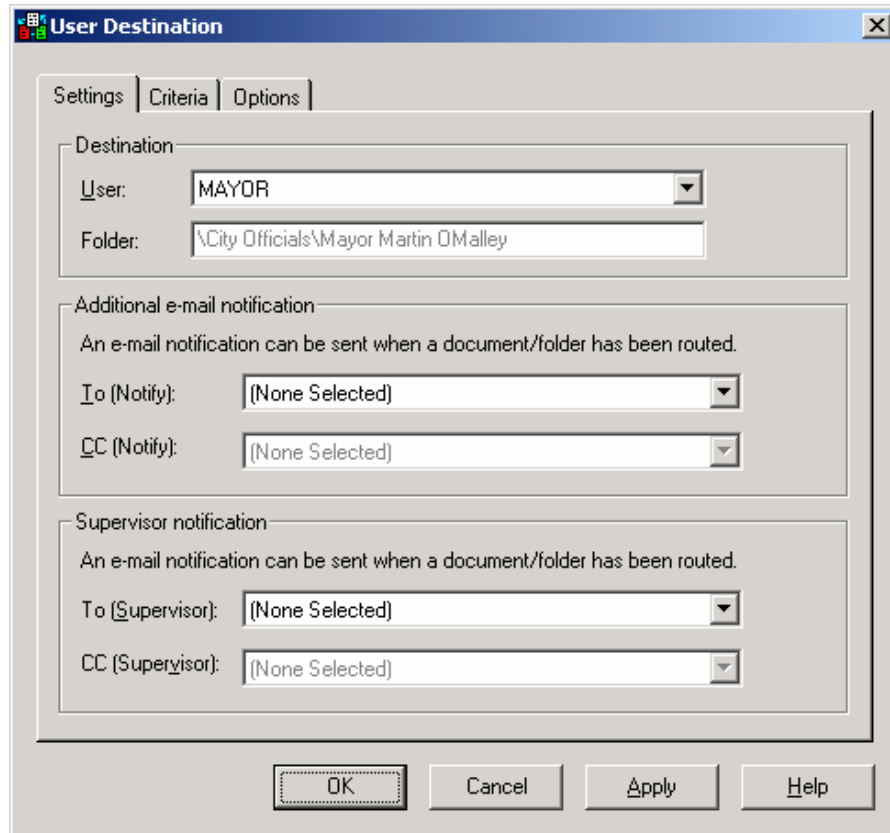 User Destination
Settings Criteria Options
Destination
User: MAYOR
Folder: \City Officials\Mayor Martin OMalley
Additional e-mail notification
An e-mail notification can be sent when a document/folder has been routed.
To (Notify): (None Selected)
CC (Notify): (None Selected)
Supervisor notification
An e-mail notification can be sent when a document/folder has been routed.
To (Supervisor): (None Selected)
CC (Supervisor): (None Selected)
OK Cancel Apply Help